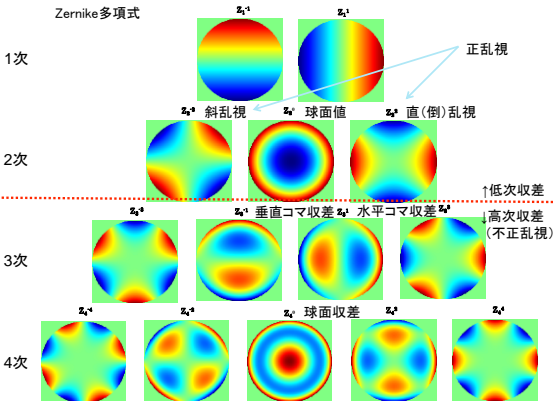 Zernike多項式
Z₁⁻¹ Z₁¹
1次
正乱視
斜乱視 Z₂⁰ 球面値 Z₂² 直(倒)乱視
2次
↑低次収差
Z₃⁻³ Z₃⁻¹ 垂直コマ収差 Z₃¹ 水平コマ収差 Z₃³
↓高次収差
(不正乱視)
3次
Z₄⁻⁴ Z₄⁻² Z₄⁰ 球面収差 Z₄² Z₄⁴
4次